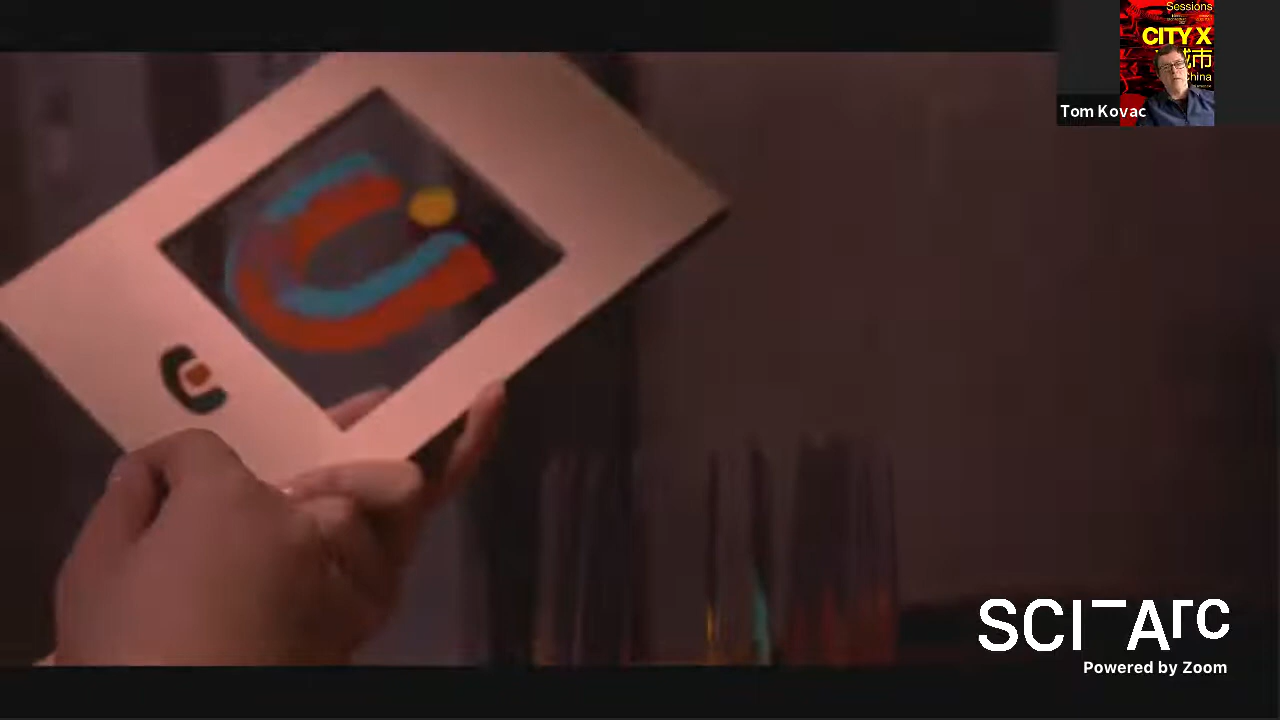 Sessions
CITY X
城市
China
Tom Kovac
SCI-Arc
Powered by Zoom